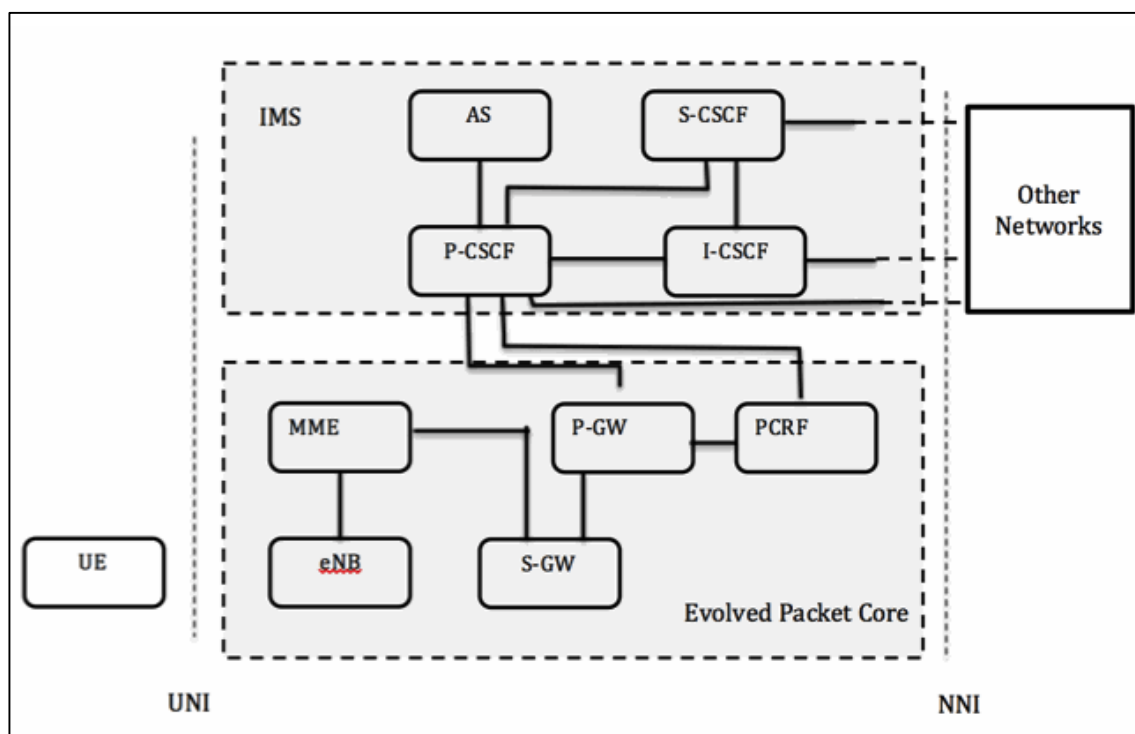 IMS
AS
S-CSCF
Other
Networks
P-CSCF
I-CSCF
MME
P-GW
PCRF
UE
eNB
S-GW
Evolved Packet Core
UNI
NNI